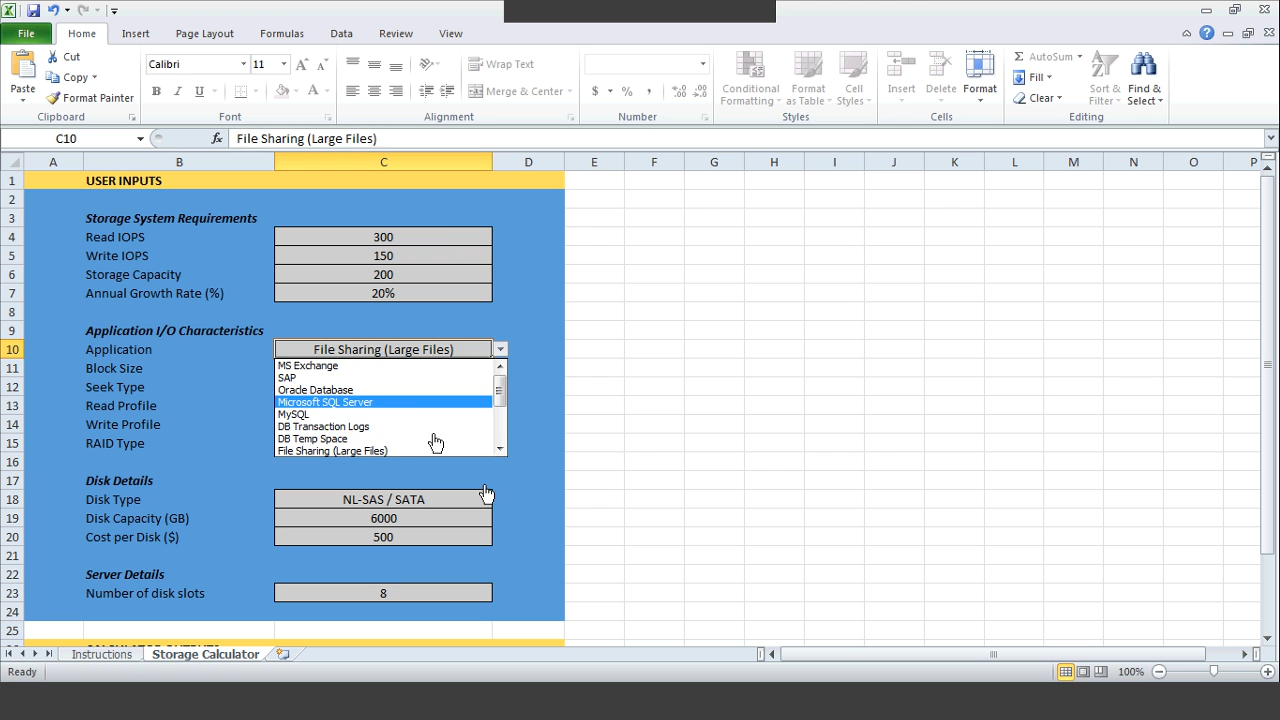 File Home Insert Page Layout Formulas Data Review View
Cut
Copy
Format Painter
Paste
Calibri 11
B I U
Wrap Text
Merge & Center
$ % ,
Conditional Formatting
Format as Table
Cell Styles
Insert Delete Format
AutoSum
Fill
Clear
Sort & Filter
Find & Select
Clipboard Font Alignment Number Styles Cells Editing
C10 fx File Sharing (Large Files)
A B C D E F G H I J K L M N O P
1 USER INPUTS
2
3 Storage System Requirements
4 Read IOPS 300
5 Write IOPS 150
6 Storage Capacity 200
7 Annual Growth Rate (%) 20%
8
9 Application I/O Characteristics
10 Application File Sharing (Large Files)
11 Block Size
12 Seek Type
13 Read Profile
14 Write Profile
15 RAID Type
MS Exchange
SAP
Oracle Database
Microsoft SQL Server
MySQL
DB Transaction Logs
DB Temp Space
File Sharing (Large Files)
16
17 Disk Details
18 Disk Type NL-SAS / SATA
19 Disk Capacity (GB) 6000
20 Cost per Disk ($) 500
21
22 Server Details
23 Number of disk slots 8
24
25
Instructions Storage Calculator
Ready 100%